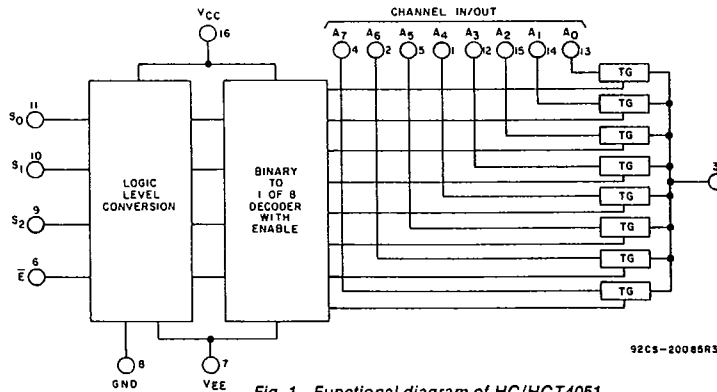 CHANNEL IN/OUT
VCC
16
A7 A6 A5 A4 A3 A2 A1 A0
4 2 5 1 12 15 14 13
TG
TG
TG
TG
TG
TG
TG
TG
3
S0 11
S1 10
S2 9
E̅ 6
LOGIC
LEVEL
CONVERSION
BINARY
TO
1 OF 8
DECODER
WITH
ENABLE
8
GND
7
VEE
92CS-20085R3
Fig. 1 - Functional diagram of HC/HCT4051